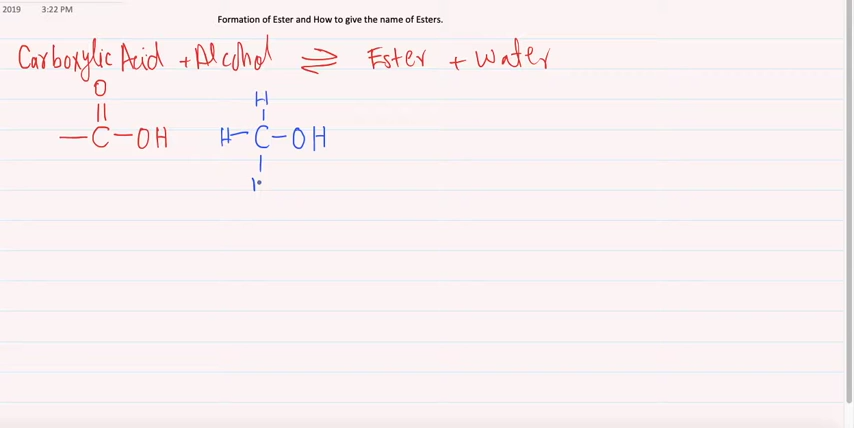 2019 3:22 PM
Formation of Ester and How to give the name of Esters.
Carboxylic Acid + Alcohol ⇌ Ester + Water
O H
|| |
— C — OH H — C — OH
|